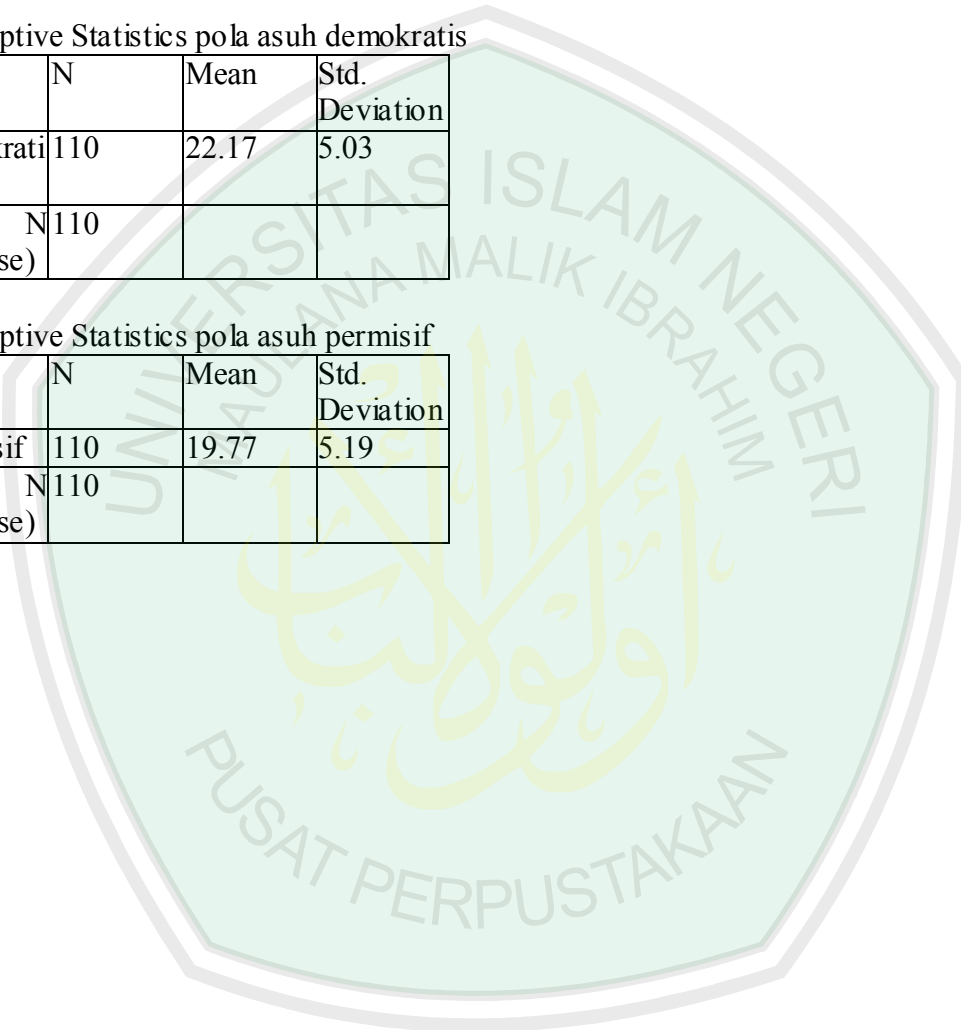 ptive Statistics pola asuh demokratis
N Mean Std. Deviation
rati 110 22.17 5.03
N 110
se)
ptive Statistics pola asuh permisif
N Mean Std. Deviation
sif 110 19.77 5.19
N 110
se)
UNIVERSITAS ISLAM NEGERI
MAULANA MALIK IBRAHIM
PUSAT PERPUSTAKAAN